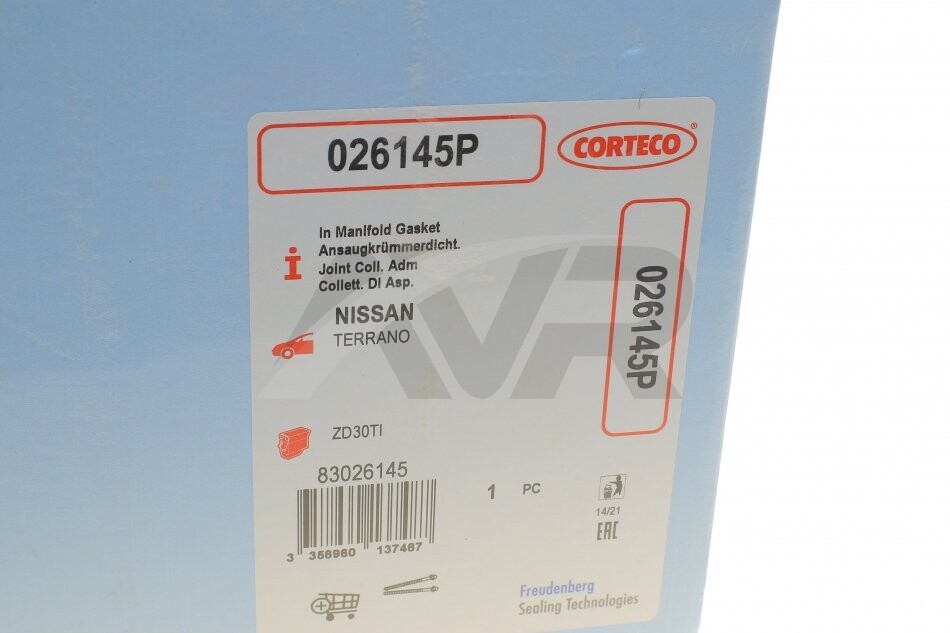 026145P
CORTECO®
In Manifold Gasket
Ansaugkrümmerdicht.
Joint Coll. Adm
Collett. Di Asp.
NISSAN
TERRANO
026145P
AVR
ZD30TI
83026145
1 PC
3 358960 137487
14/21
EAC
Freudenberg
Sealing Technologies